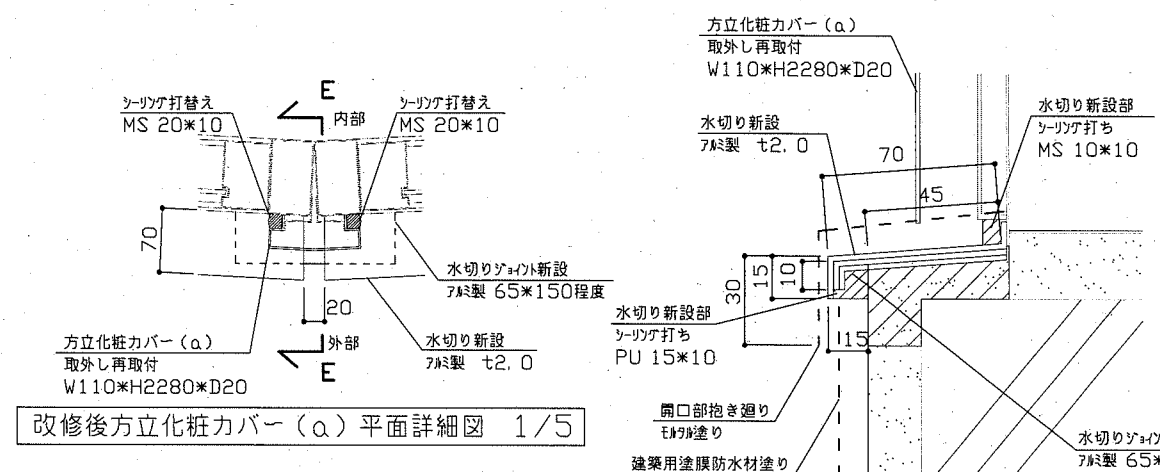 シーリング打替え
MS 20*10
E
内部
シーリング打替え
MS 20*10
70
水切りジョイント新設
アルミ製 65*150程度
20
方立化粧カバー(a)
取外し再取付
W110*H2280*D20
外部
E
水切り新設
アルミ製 t2.0
改修後方立化粧カバー(a)平面詳細図 1/5
方立化粧カバー(a)
取外し再取付
W110*H2280*D20
水切り新設
アルミ製 t2.0
水切り新設部
シーリング打ち
MS 10*10
70
45
30
15
10
水切り新設部
シーリング打ち
PU 15*10
15
開口部抱き廻り
モルタル塗り
建築用塗膜防水材塗り
水切りジョイン
アルミ製 65*